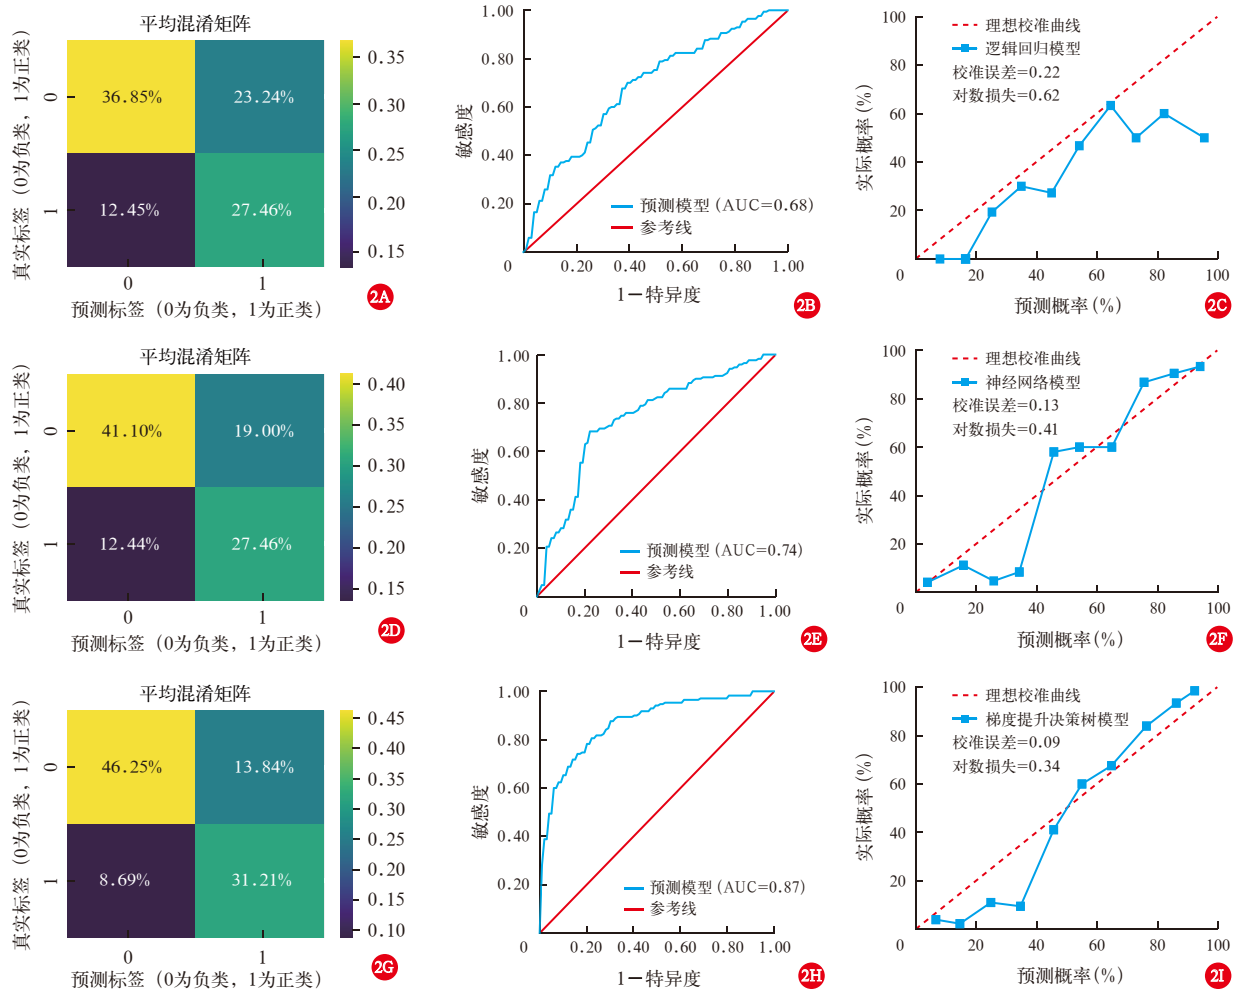 平均混淆矩阵
真实标签（0为负类，1为正类）
0
1
36.85%
23.24%
12.45%
27.46%
0
1
预测标签（0为负类，1为正类）
0.35
0.30
0.25
0.20
0.15
2A
敏感度
1.00
0.80
0.60
0.40
0.20
0
0.20
0.40
0.60
0.80
1.00
预测模型（AUC=0.68）
参考线
1－特异度
2B
实际概率（%）
100
80
60
40
20
0
20
40
60
80
100
理想校准曲线
逻辑回归模型
校准误差=0.22
对数损失=0.62
预测概率（%）
2C
平均混淆矩阵
真实标签（0为负类，1为正类）
0
1
41.10%
19.00%
12.44%
27.46%
0
1
预测标签（0为负类，1为正类）
0.40
0.35
0.30
0.25
0.20
0.15
2D
敏感度
1.00
0.80
0.60
0.40
0.20
0
0.20
0.40
0.60
0.80
1.00
预测模型（AUC=0.74）
参考线
1－特异度
2E
实际概率（%）
100
80
60
40
20
0
20
40
60
80
100
理想校准曲线
神经网络模型
校准误差=0.13
对数损失=0.41
预测概率（%）
2F
平均混淆矩阵
真实标签（0为负类，1为正类）
0
1
46.25%
13.84%
8.69%
31.21%
0
1
预测标签（0为负类，1为正类）
0.45
0.40
0.35
0.30
0.25
0.20
0.15
0.10
2G
敏感度
1.00
0.80
0.60
0.40
0.20
0
0.20
0.40
0.60
0.80
1.00
预测模型（AUC=0.87）
参考线
1－特异度
2H
实际概率（%）
100
80
60
40
20
0
20
40
60
80
100
理想校准曲线
梯度提升决策树模型
校准误差=0.09
对数损失=0.34
预测概率（%）
2I